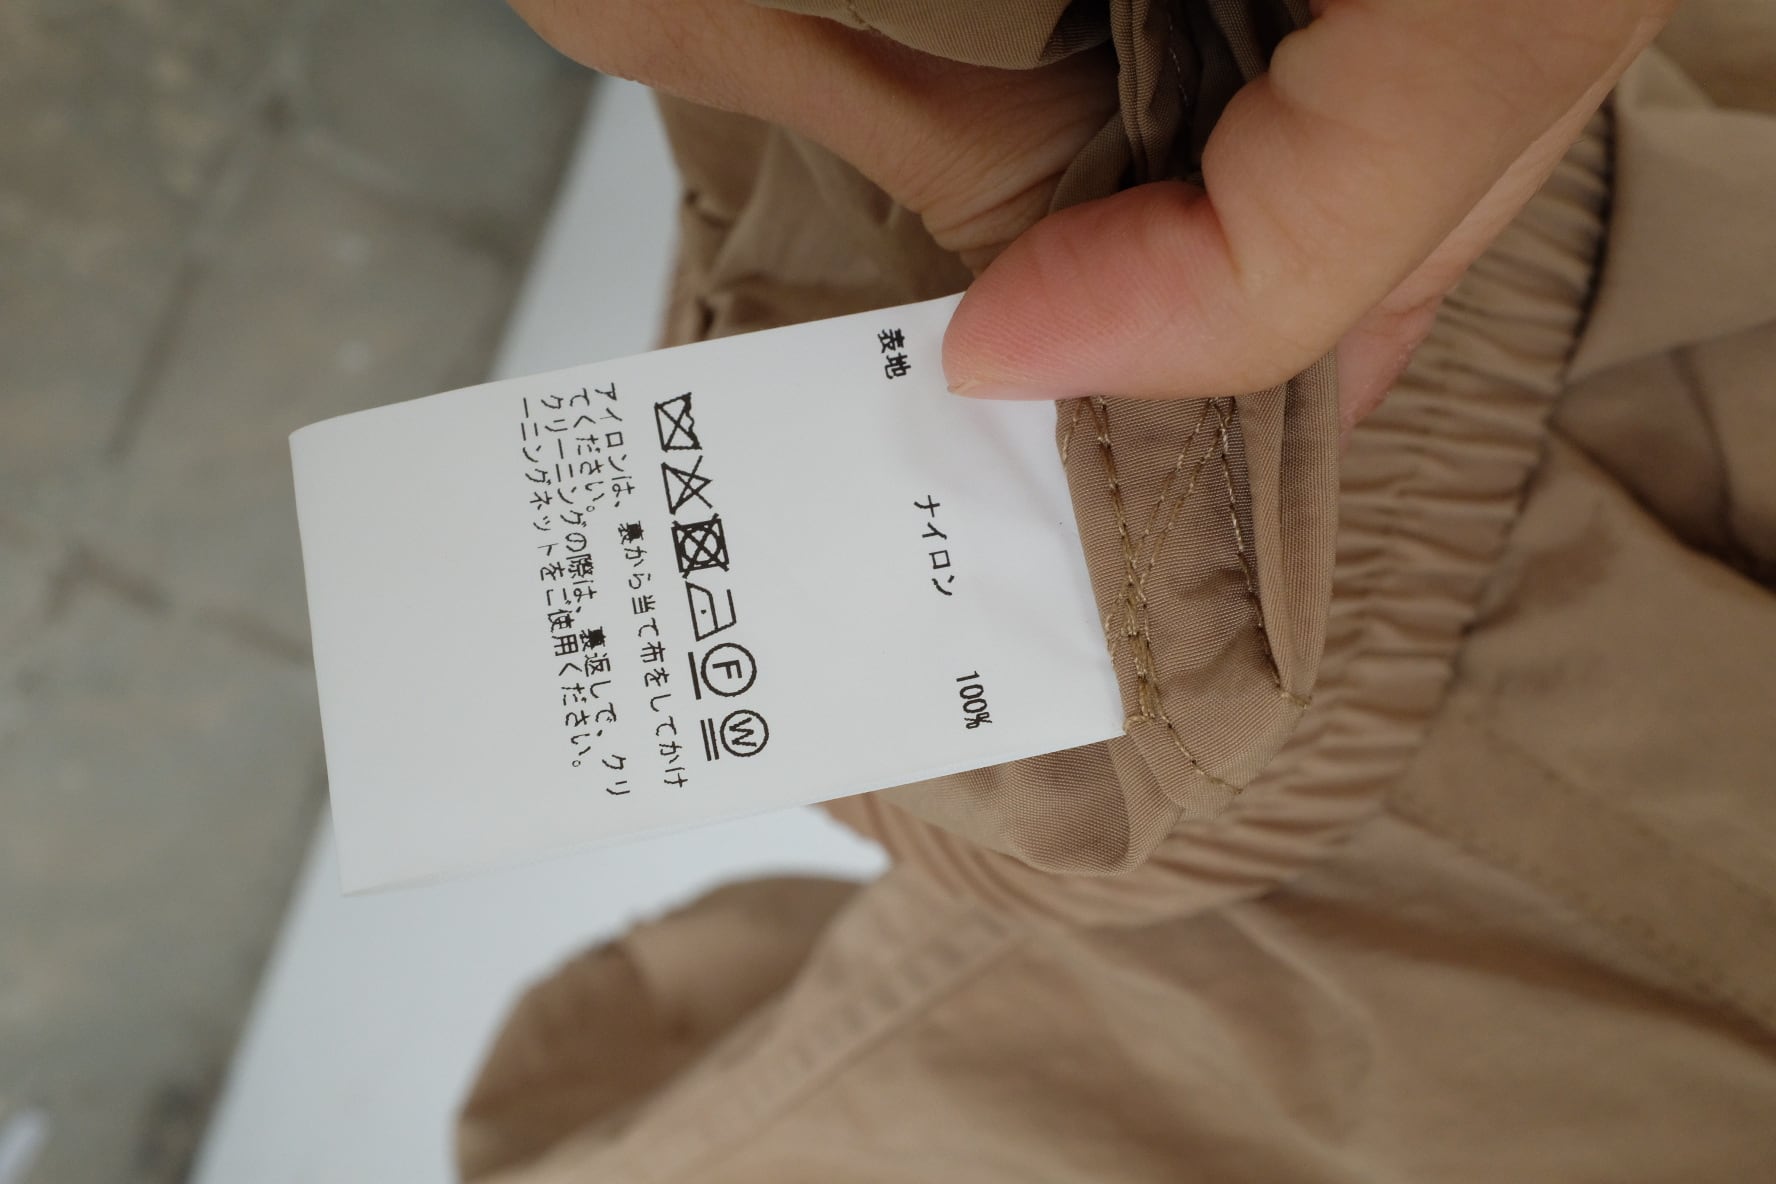 表地 ナイロン 100%
F W
アイロンは、裏から当て布をしてかけ
てください。
クリーニングの際は、裏返しで、クリ
ーニングネットをご使用ください。